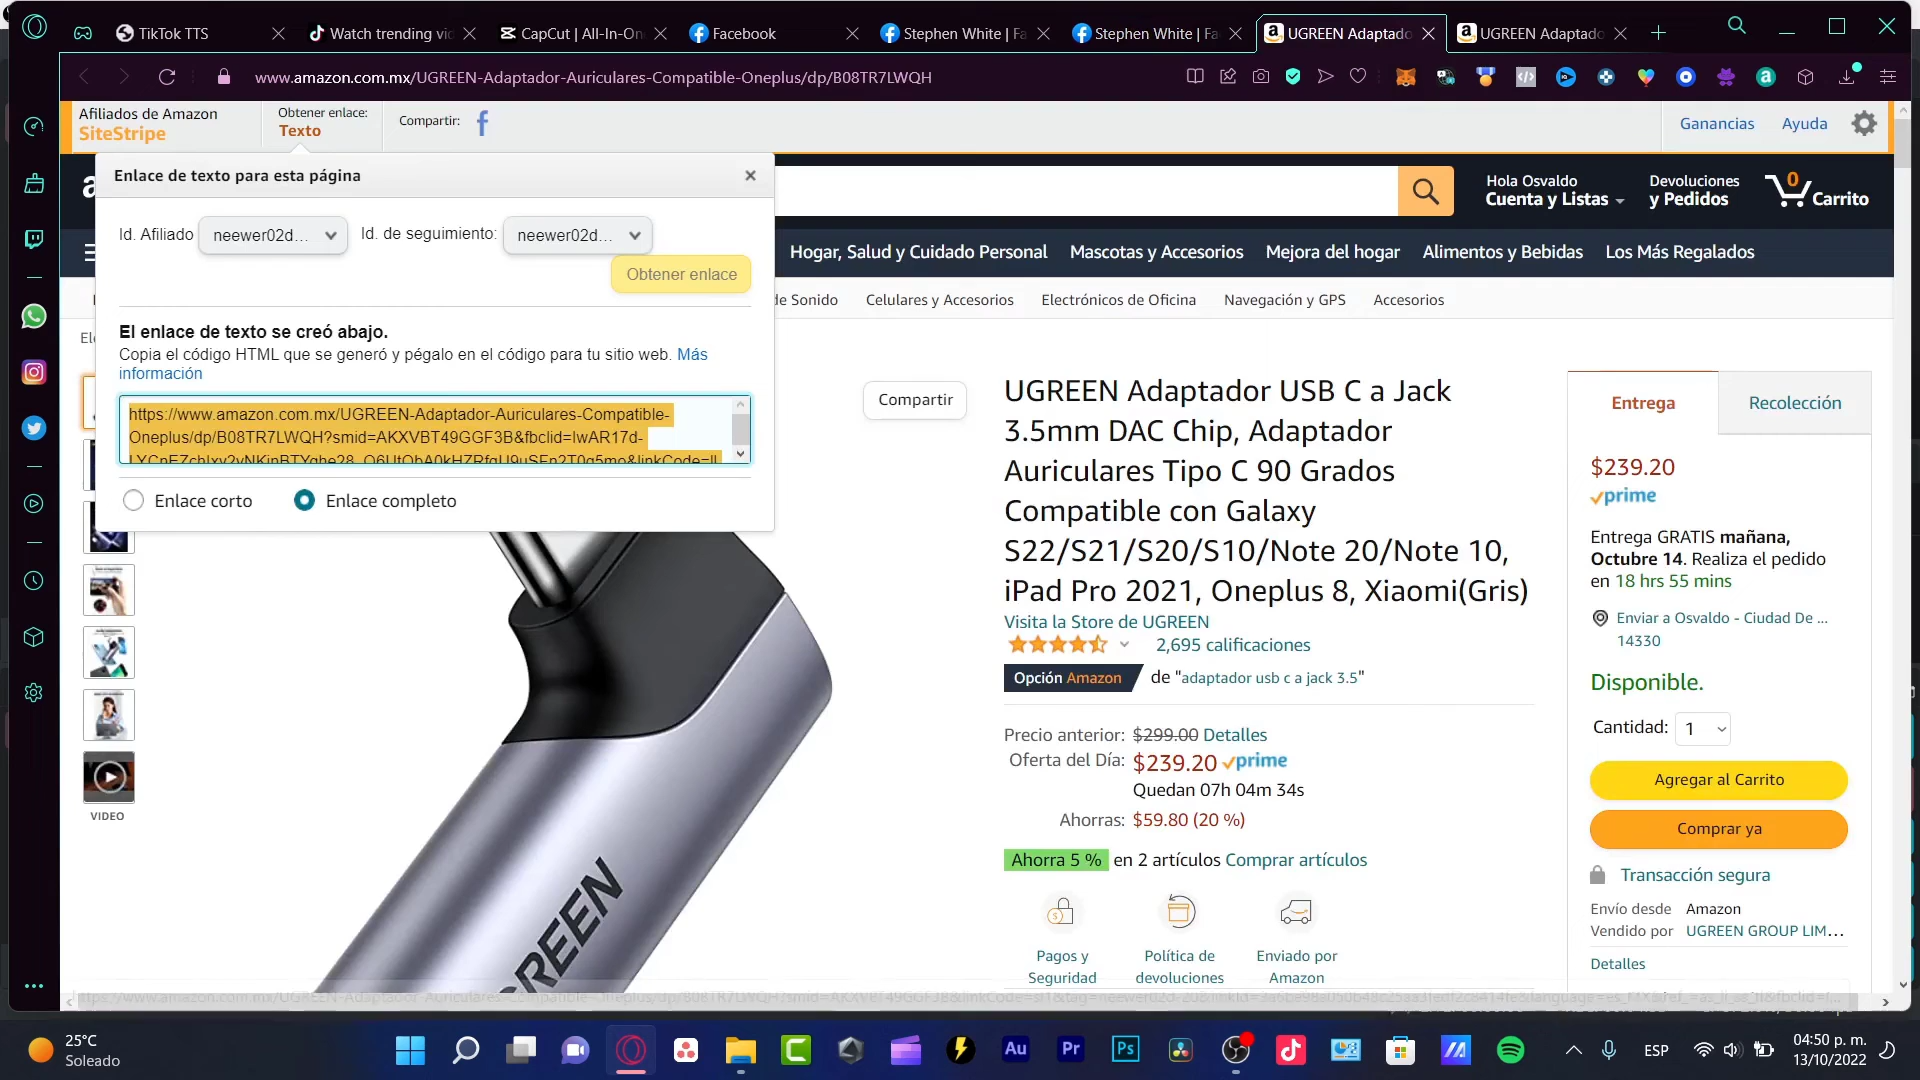 TikTok TTS
Watch trending vi
CapCut | All-In-On
Facebook
Stephen White | Fa
Stephen White | Fa
UGREEN Adaptado
UGREEN Adaptado
www.amazon.com.mx/UGREEN-Adaptador-Auriculares-Compatible-Oneplus/dp/B08TR7LWQH
Afiliados de Amazon
SiteStripe
Obtener enlace:
Texto
Compartir:
Ganancias
Ayuda
Enlace de texto para esta página
Id. Afiliado
neewer02d...
Id. de seguimiento:
neewer02d...
Obtener enlace
El enlace de texto se creó abajo.
Copia el código HTML que se generó y pégalo en el código para tu sitio web. Más
información
https://www.amazon.com.mx/UGREEN-Adaptador-Auriculares-Compatible-
Oneplus/dp/B08TR7LWQH?smid=AKXVBT49GGF3B&fbclid=IwAR17d-
Enlace corto
Enlace completo
Hola Osvaldo
Cuenta y Listas
Devoluciones
y Pedidos
0
Carrito
Hogar, Salud y Cuidado Personal
Mascotas y Accesorios
Mejora del hogar
Alimentos y Bebidas
Los Más Regalados
de Sonido
Celulares y Accesorios
Electrónicos de Oficina
Navegación y GPS
Accesorios
Compartir
VIDEO
UGREEN Adaptador USB C a Jack
3.5mm DAC Chip, Adaptador
Auriculares Tipo C 90 Grados
Compatible con Galaxy
S22/S21/S20/S10/Note 20/Note 10,
iPad Pro 2021, Oneplus 8, Xiaomi(Gris)
Visita la Store de UGREEN
2,695 calificaciones
Opción Amazon de "adaptador usb c a jack 3.5"
Precio anterior: $299.00 Detalles
Oferta del Día: $239.20 prime
Quedan 07h 04m 34s
Ahorras: $59.80 (20 %)
Ahorra 5 % en 2 artículos Comprar artículos
Pagos y
Seguridad
Política de
devoluciones
Enviado por
Amazon
Entrega
Recolección
$239.20
prime
Entrega GRATIS mañana,
Octubre 14. Realiza el pedido
en 18 hrs 55 mins
Enviar a Osvaldo - Ciudad De ...
14330
Disponible.
Cantidad: 1
Agregar al Carrito
Comprar ya
Transacción segura
Envío desde Amazon
Vendido por UGREEN GROUP LIM...
Detalles
25°C
Soleado
Au
Pr
Ps
ESP
04:50 p. m.
13/10/2022